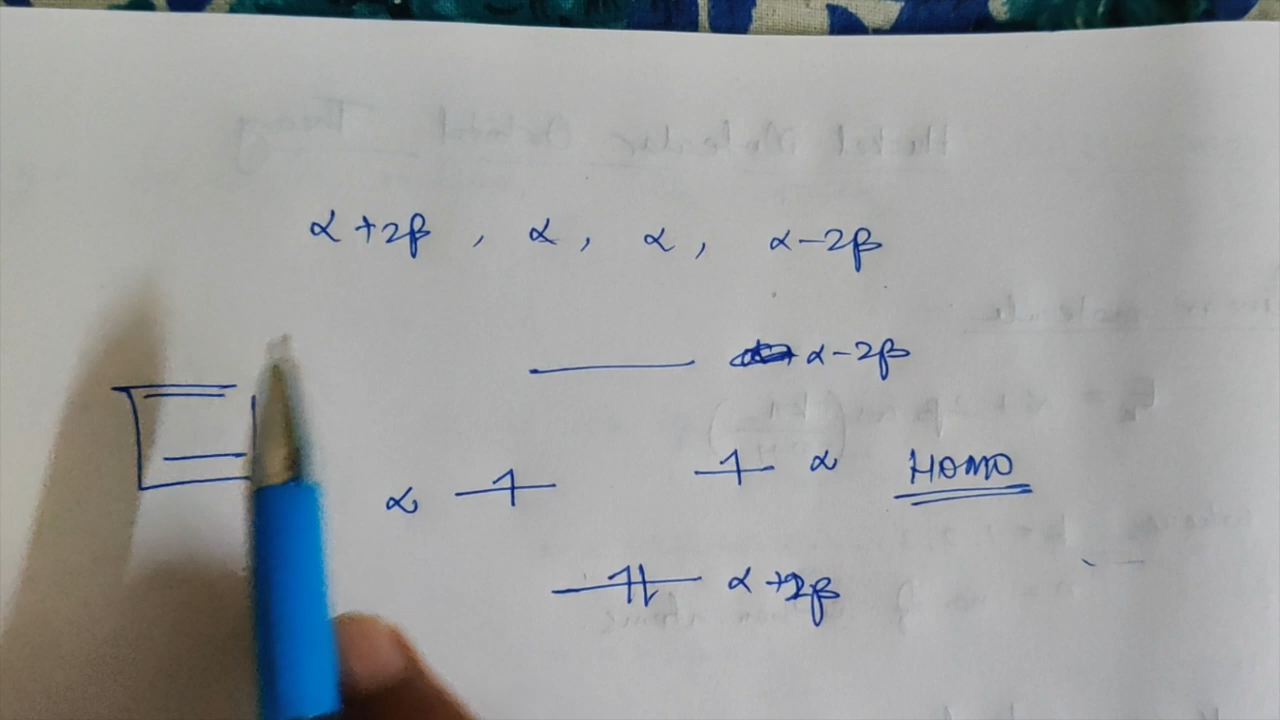 α+2β , α, α, α-2β
α-2β
α α HOMO
α+2β